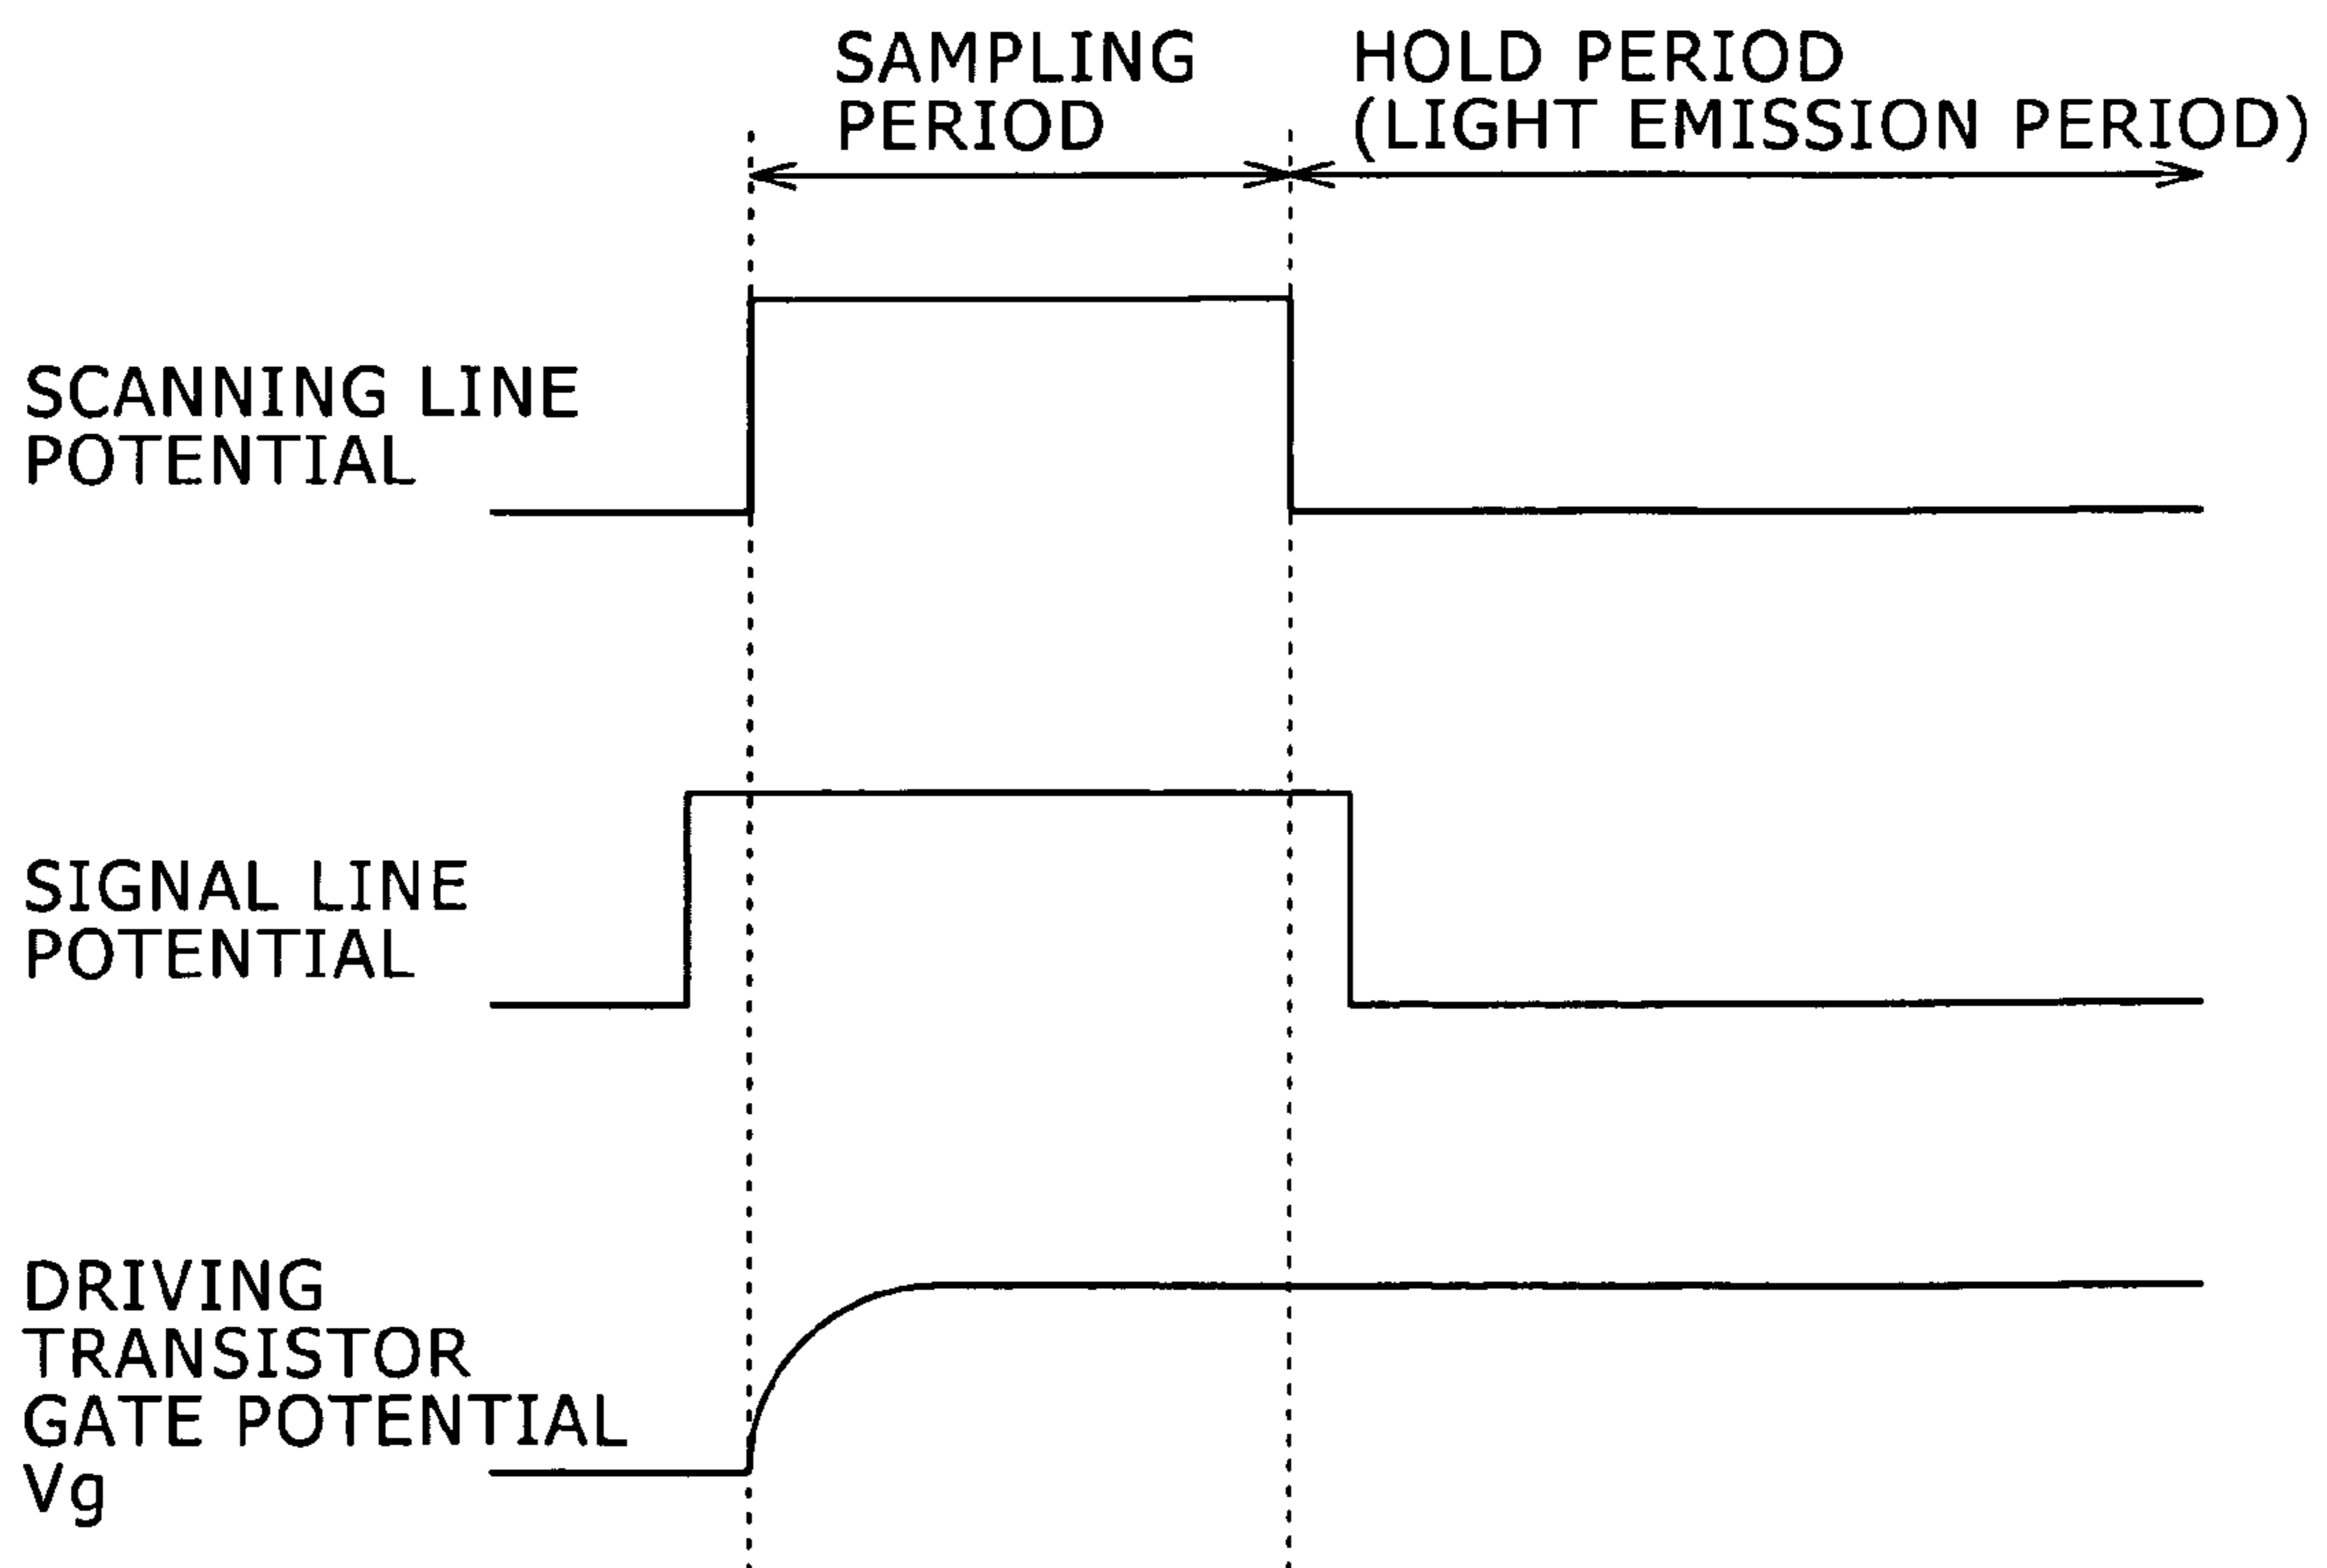 SAMPLING
PERIOD
HOLD PERIOD
(LIGHT EMISSION PERIOD)
SCANNING LINE
POTENTIAL
SIGNAL LINE
POTENTIAL
DRIVING
TRANSISTOR
GATE POTENTIAL
Vg